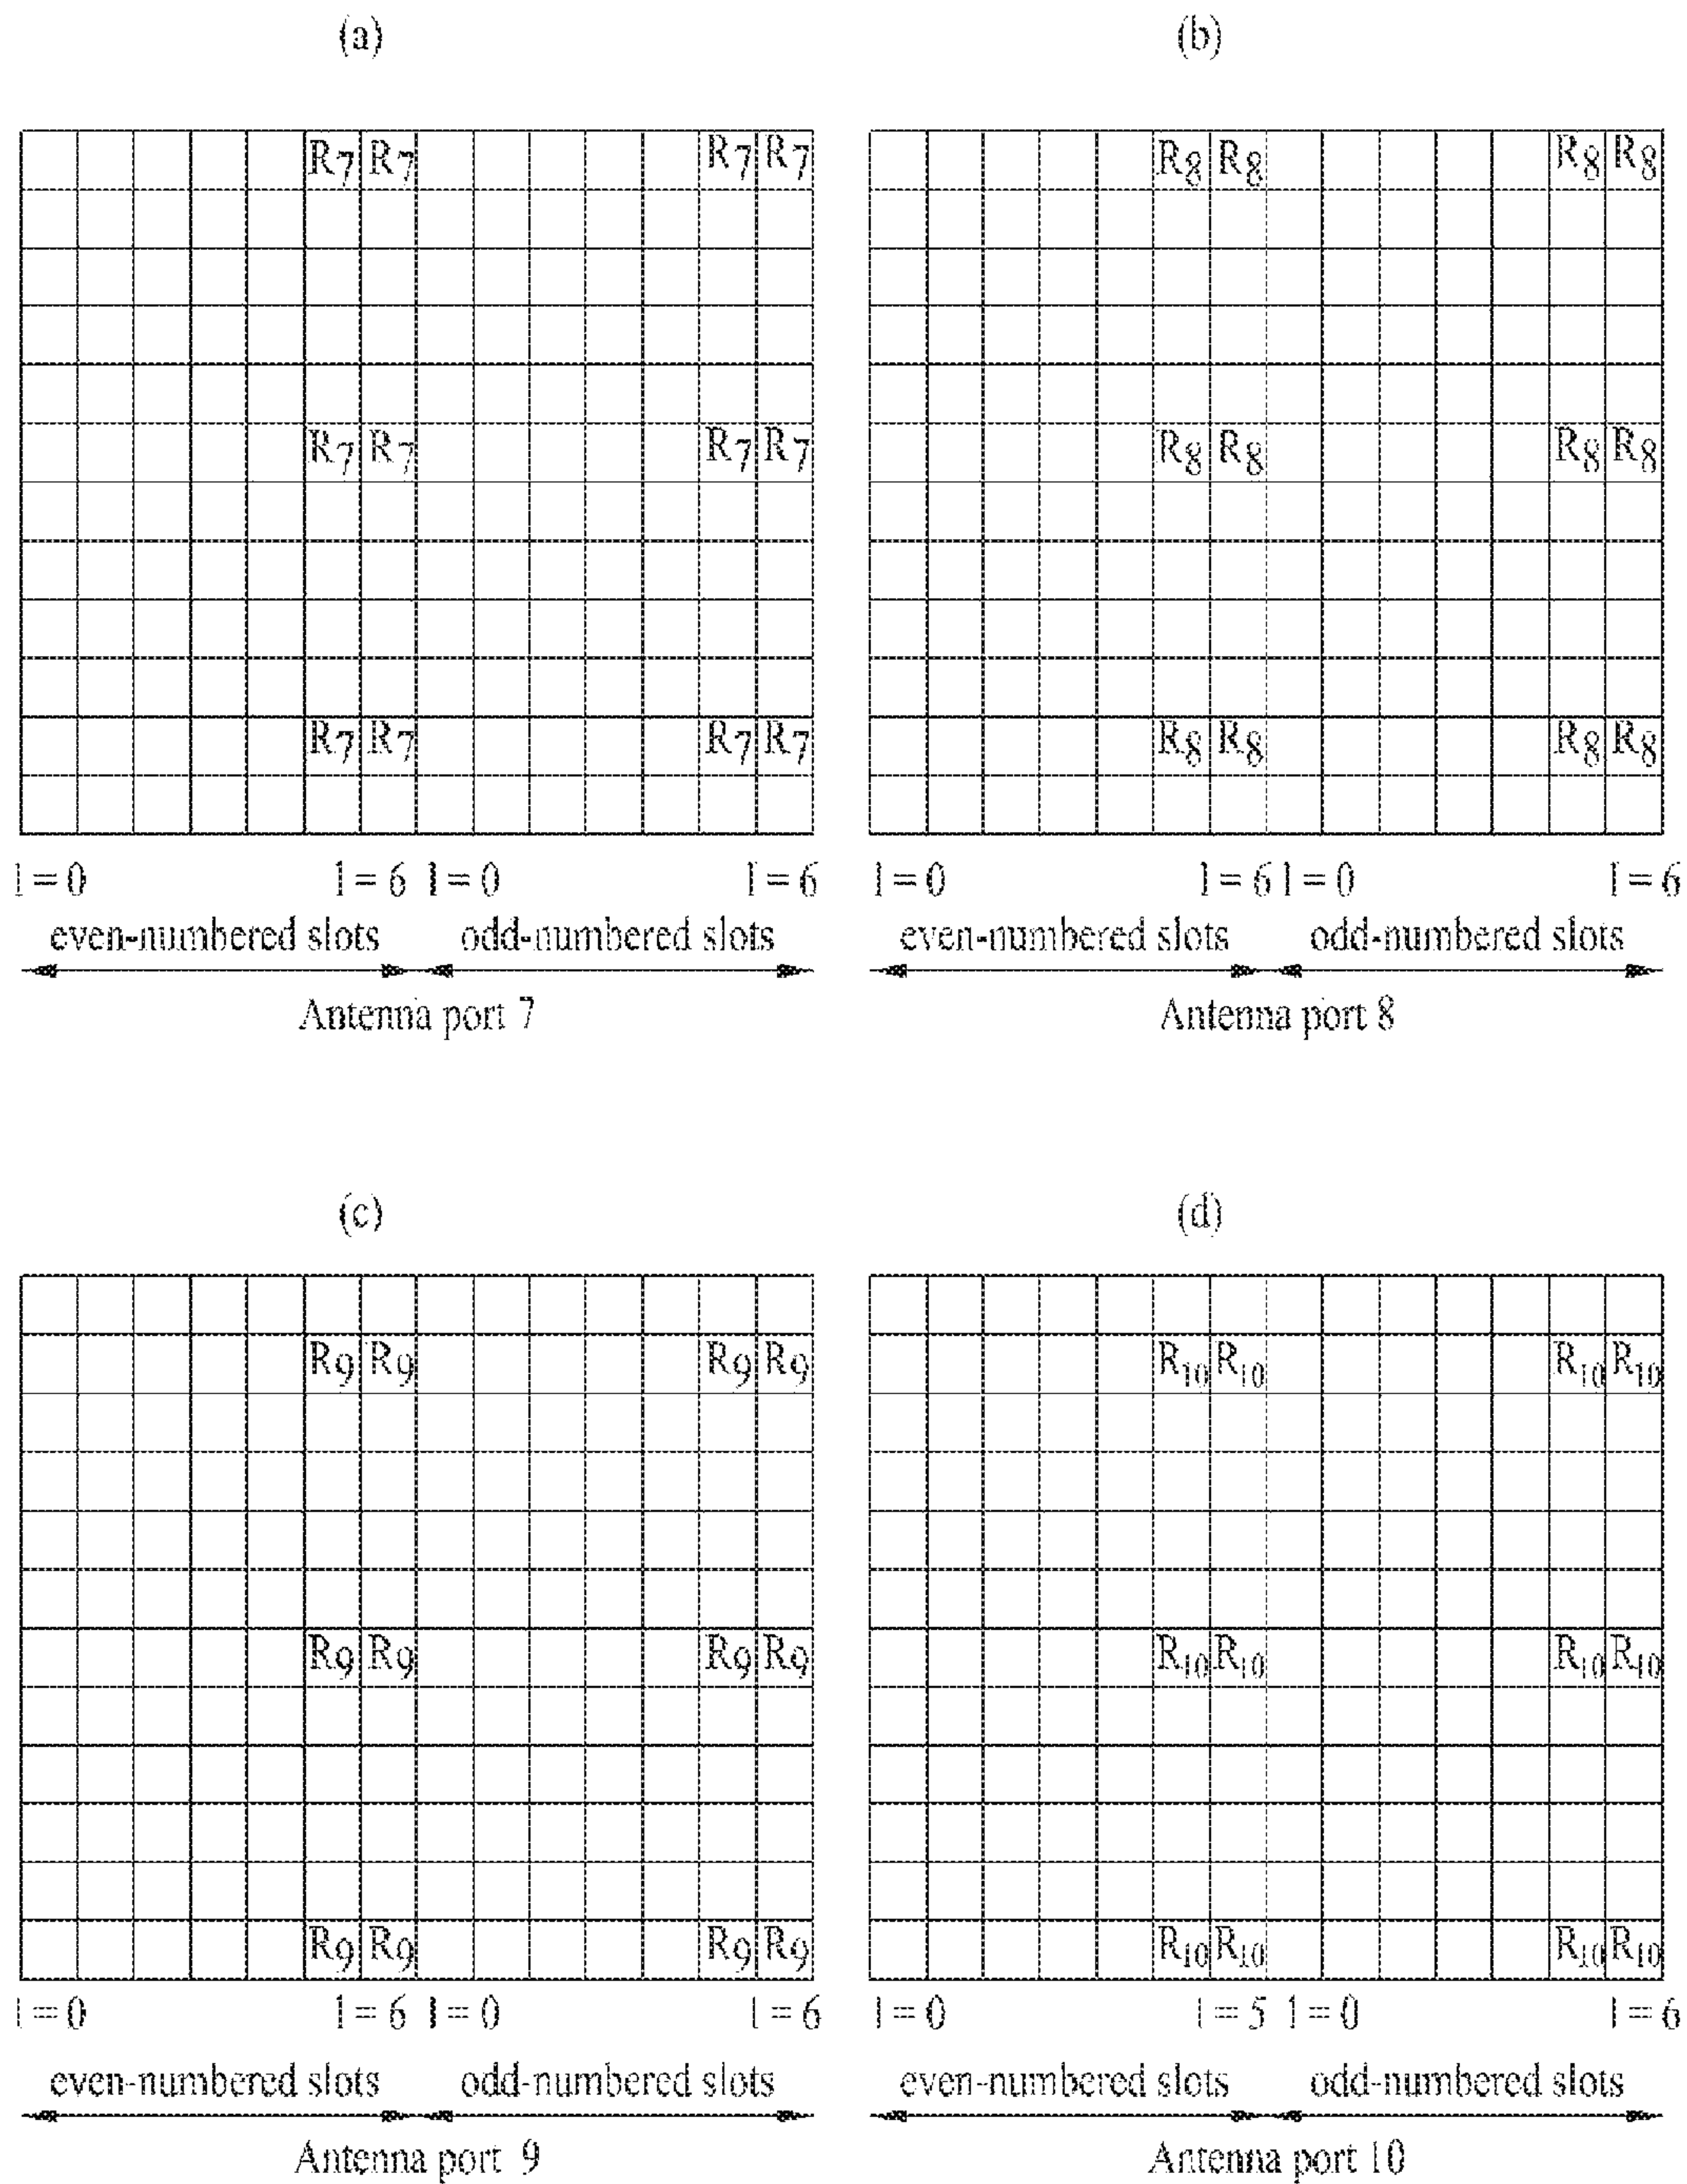 (a) (b)
R7 R7 R7 R7 R8 R8 R8 R8
R7 R7 R7 R7 R8 R8 R8 R8
R7 R7 R7 R7 R8 R8 R8 R8
l = 0 l = 6 l = 0 l = 6 l = 0 l = 6 l = 0 l = 6
even-numbered slots odd-numbered slots even-numbered slots odd-numbered slots
Antenna port 7 Antenna port 8
(c) (d)
R9 R9 R9 R9 R10 R10 R10 R10
R9 R9 R9 R9 R10 R10 R10 R10
R9 R9 R9 R9 R10 R10 R10 R10
l = 0 l = 6 l = 0 l = 6 l = 0 l = 5 l = 0 l = 6
even-numbered slots odd-numbered slots even-numbered slots odd-numbered slots
Antenna port 9 Antenna port 10